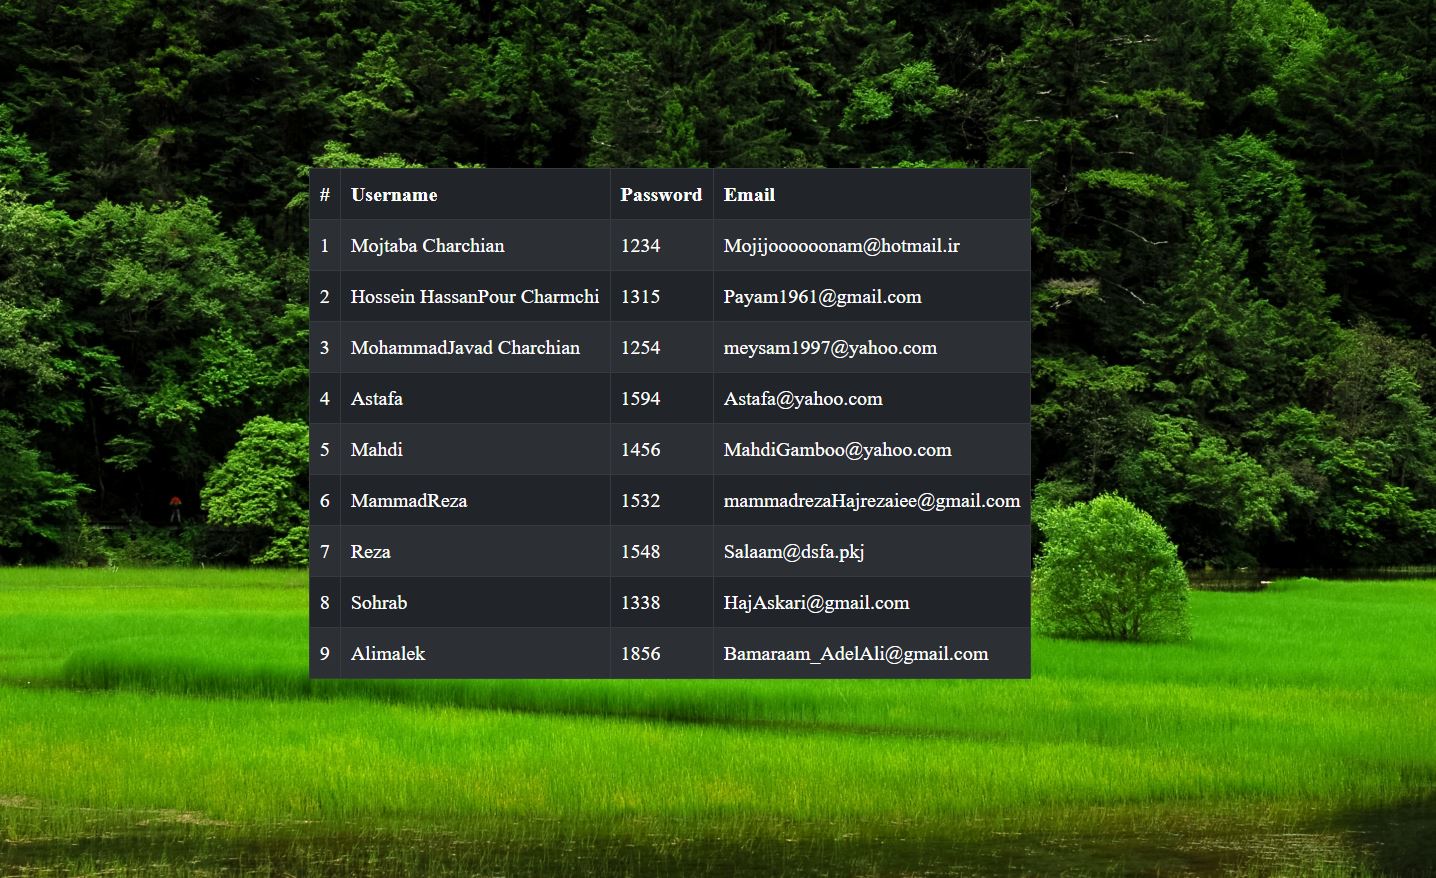 # Username Password Email
1 Mojtaba Charchian 1234 Mojijoooooonam@hotmail.ir
2 Hossein HassanPour Charmchi 1315 Payam1961@gmail.com
3 MohammadJavad Charchian 1254 meysam1997@yahoo.com
4 Astafa 1594 Astafa@yahoo.com
5 Mahdi 1456 MahdiGamboo@yahoo.com
6 MammadReza 1532 mammadrezaHajrezaiee@gmail.com
7 Reza 1548 Salaam@dsfa.pkj
8 Sohrab 1338 HajAskari@gmail.com
9 Alimalek 1856 Bamaraam_AdelAli@gmail.com